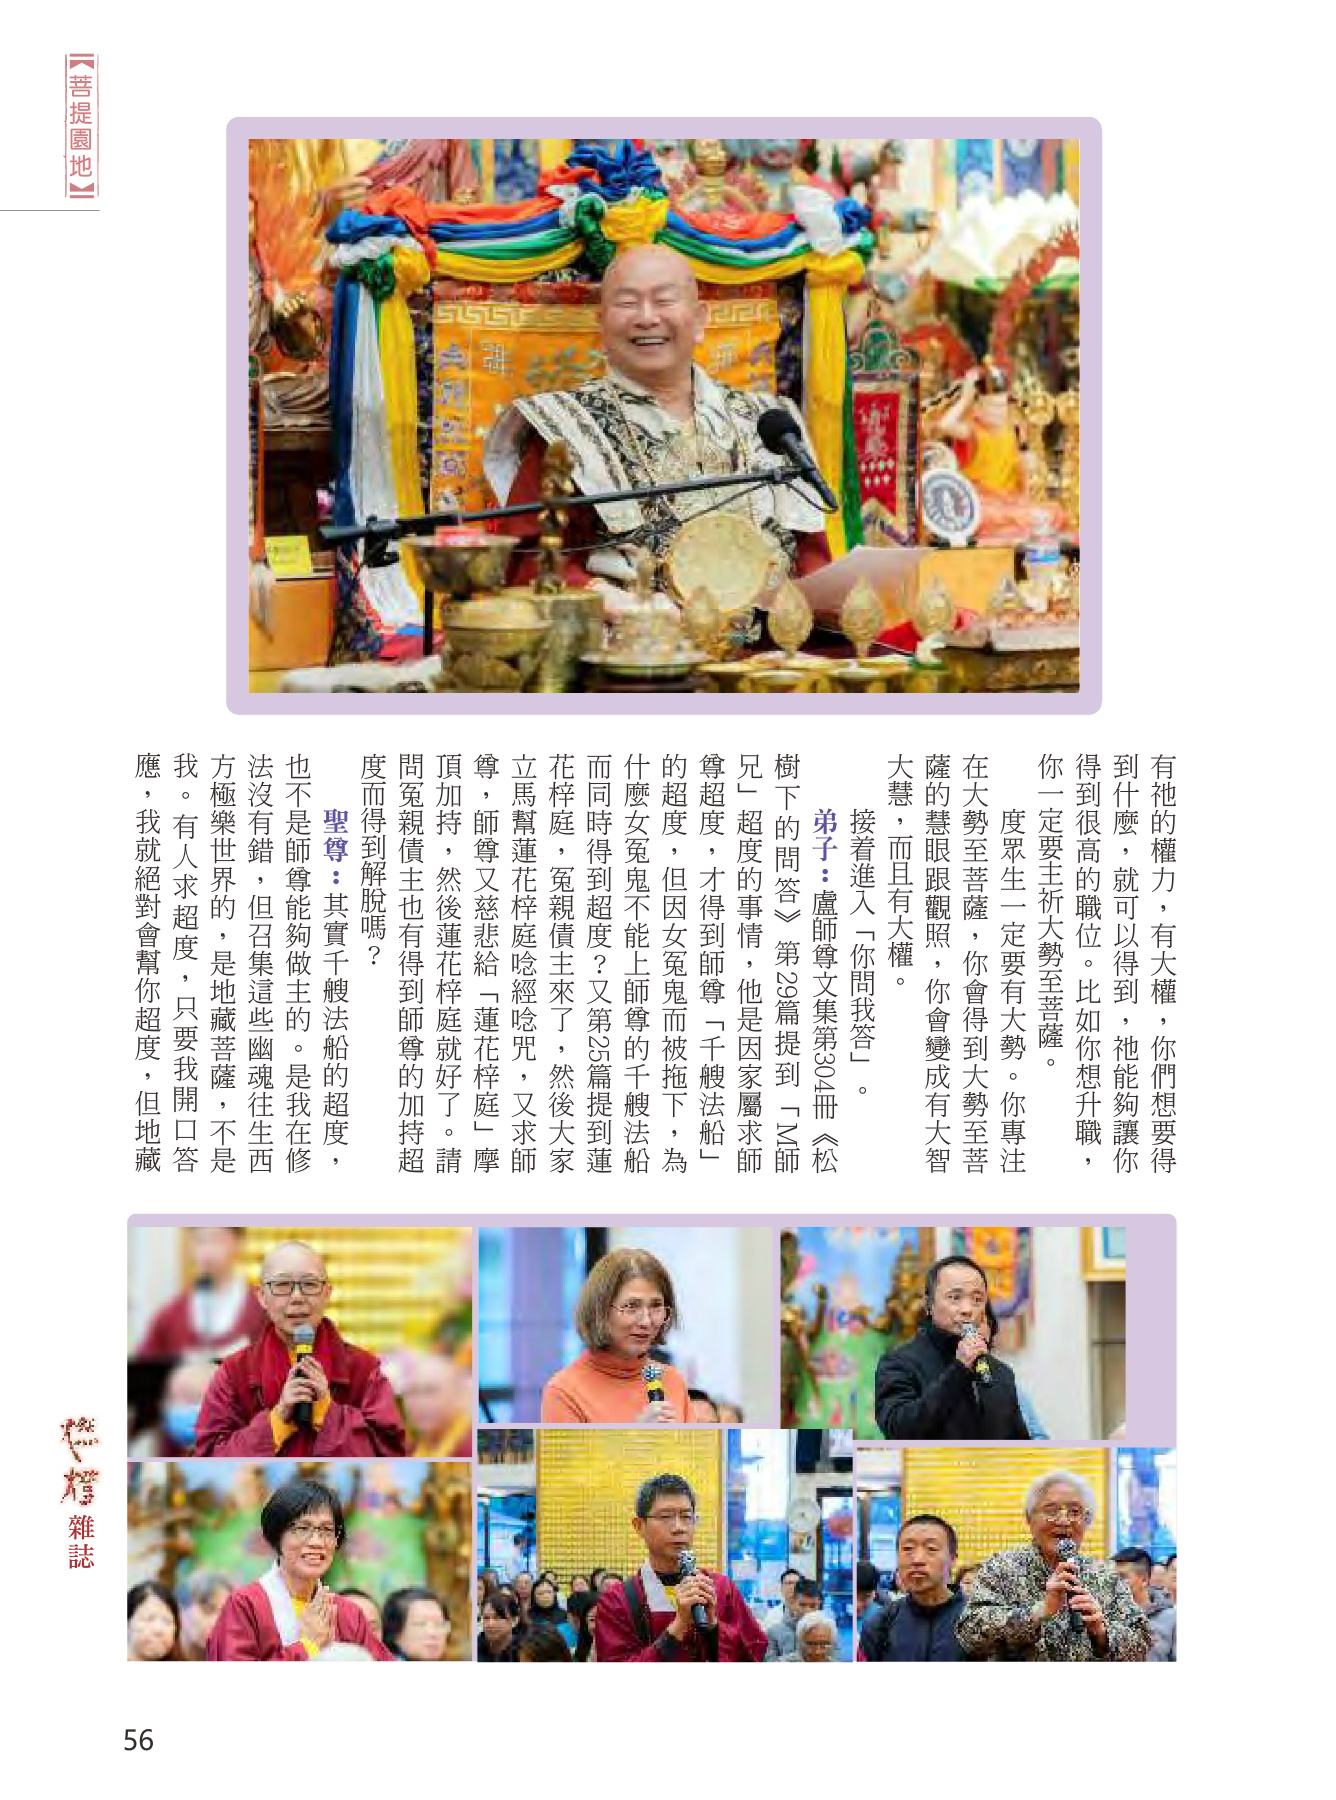 【菩提園地】
有祂的權力，有大權，你們想要得
到什麼，就可以得到，祂能夠讓你
得到很高的職位。比如你想升職，
你一定要主祈大勢至菩薩。
度眾生一定要有大勢。你專注
在大勢至菩薩，你會得到大勢至菩
薩的慧眼跟觀照，你會變成有大智
大慧，而且有大權。
接着進入「你問我答」。
弟子：盧師尊文集第304冊《松
樹下的問答》第29篇提到「M師
兄」超度的事情，他是因家屬求師
尊超度，才得到師尊「千艘法船」
的超度，但因女冤鬼而被拖下，為
什麼女冤鬼不能上師尊的千艘法船
而同時得到超度？又第25篇提到蓮
花梓庭，冤親債主來了，然後大家
立馬幫蓮花梓庭唸經唸咒，又求師
尊，師尊又慈悲給「蓮花梓庭」摩
頂加持，然後蓮花梓庭就好了。請
問冤親債主也有得到師尊的加持超
度而得到解脫嗎？
聖尊：其實千艘法船的超度，
也不是師尊能夠做主的。是我在修
法沒有錯，但召集這些幽魂往生西
方極樂世界的，是地藏菩薩，不是
我。有人求超度，只要我開口答
應，我就絕對會幫你超度，但地藏
雜誌
56